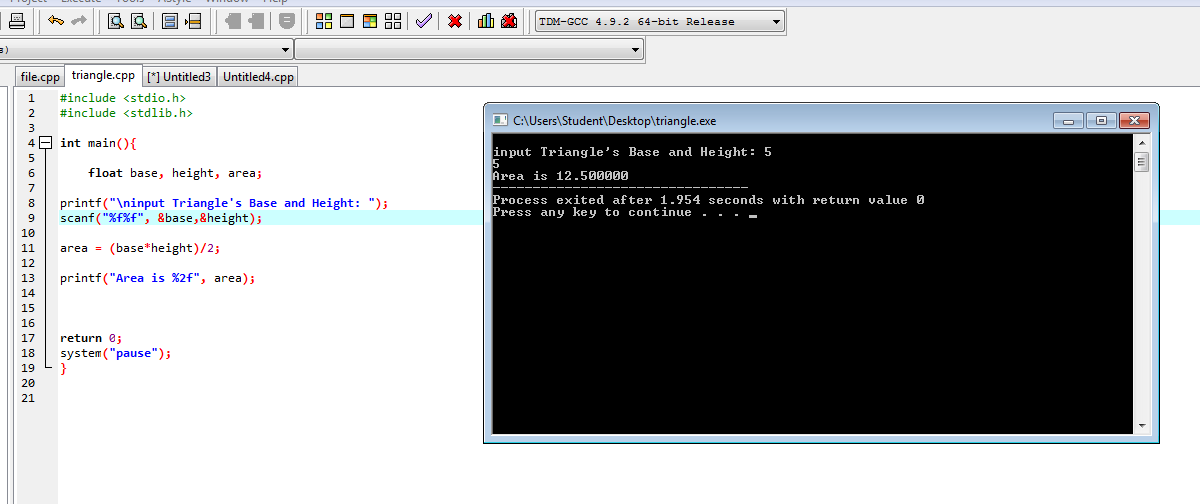 Project Execute Tools AStyle Window Help
TDM-GCC 4.9.2 64-bit Release
s)
file.cpp triangle.cpp [*] Untitled3 Untitled4.cpp
1 #include <stdio.h>
2 #include <stdlib.h>
3
4 int main(){
5
6 float base, height, area;
7
8 printf("\ninput Triangle's Base and Height: ");
9 scanf("%f%f", &base,&height);
10
11 area = (base*height)/2;
12
13 printf("Area is %2f", area);
14
15
16
17 return 0;
18 system("pause");
19 }
20
21
C:\Users\Student\Desktop\triangle.exe
input Triangle's Base and Height: 5
5
Area is 12.500000
--------------------------------
Process exited after 1.954 seconds with return value 0
Press any key to continue . . . _